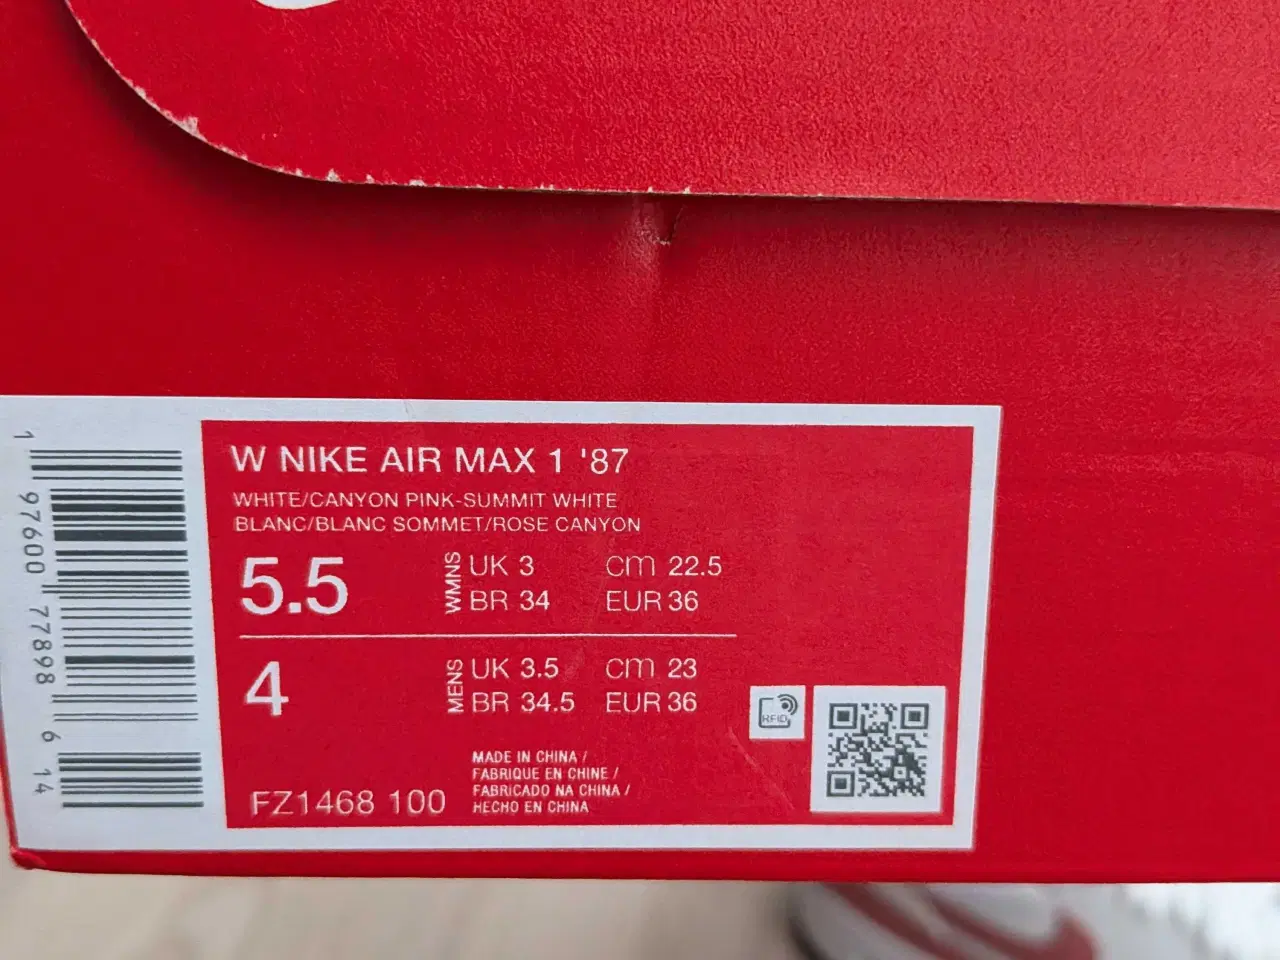 W NIKE AIR MAX 1 '87
WHITE/CANYON PINK-SUMMIT WHITE
BLANC/BLANC SOMMET/ROSE CANYON
5.5 WMNS UK 3 cm 22.5
BR 34 EUR 36
4 MENS UK 3.5 cm 23
BR 34.5 EUR 36
RFID
MADE IN CHINA /
FABRIQUE EN CHINE /
FABRICADO NA CHINA /
HECHO EN CHINA
FZ1468 100
1 97600 77898 6 14